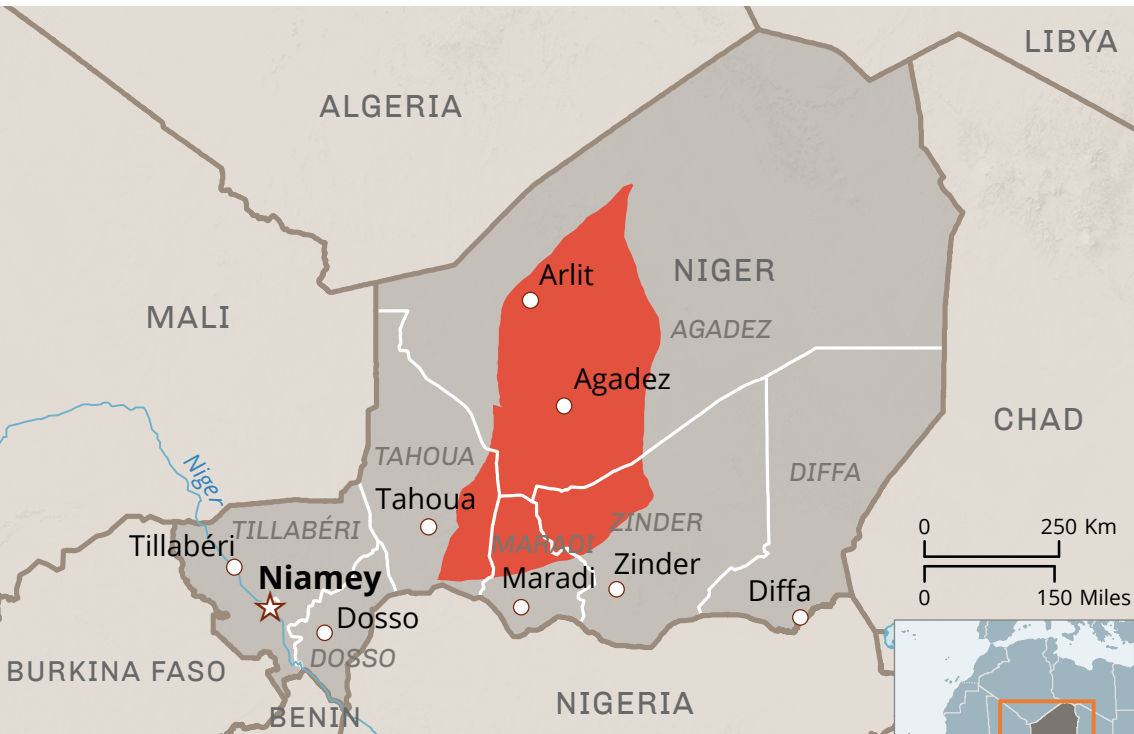 LIBYA
ALGERIA
Arlit
NIGER
MALI
AGADEZ
Agadez
CHAD
TAHOUA
DIFFA
Niger
Tahoua
ZINDER
TILLABÉRI
0 250 Km
Tillabéri
MARADI
Zinder
Niamey
Maradi
Diffa
0 150 Miles
Dosso
DOSSO
BURKINA FASO
NIGERIA
BENIN